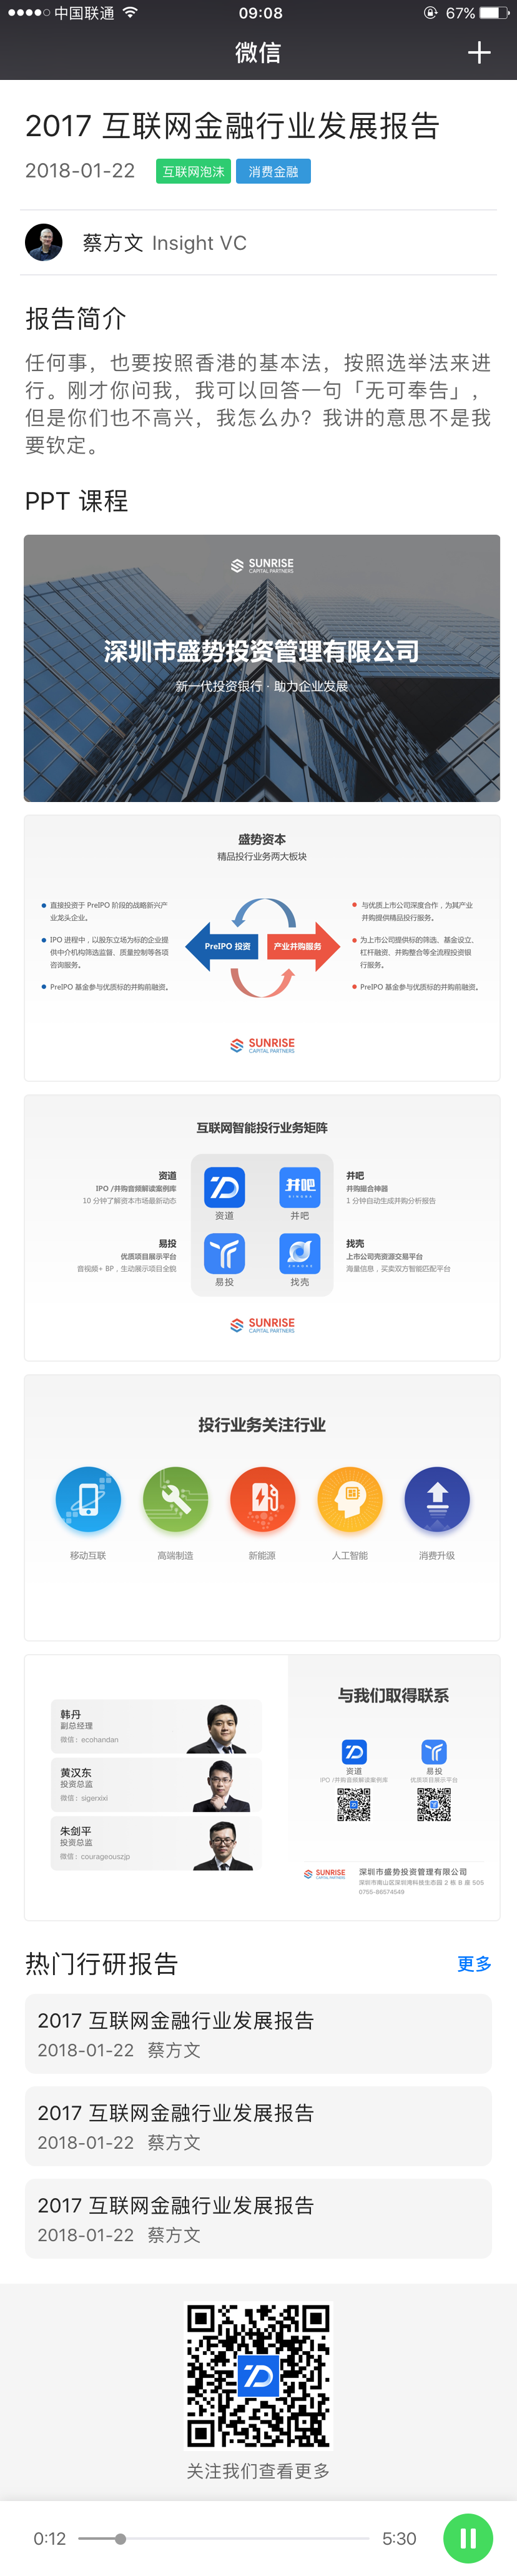 中国联通
09:08
67%
微信
2017 互联网金融行业发展报告
2018-01-22 互联网泡沫 消费金融
蔡方文 Insight VC
报告简介
任何事，也要按照香港的基本法，按照选举法来进
行。刚才你问我，我可以回答一句「无可奉告」，
但是你们也不高兴，我怎么办？我讲的意思不是我
要钦定。
PPT 课程
SUNRISE
CAPITAL PARTNERS
深圳市盛势投资管理有限公司
新一代投资银行 · 助力企业发展
盛势资本
精品投行业务两大板块
直接投资于 PreIPO 阶段的战略新兴产
业龙头企业。
IPO 进程中，以股东立场为标的企业提
供中介机构筛选监督、质量控制等各项
咨询服务。
PreIPO 基金参与优质标的并购前融资。
PreIPO 投资
产业并购服务
与优质上市公司深度合作，为其产业
并购提供精品投行服务。
为上市公司提供标的筛选、基金设立、
杠杆融资、并购整合等全流程投资银
行服务。
PreIPO 基金参与优质标的并购前融资。
SUNRISE
CAPITAL PARTNERS
互联网智能投行业务矩阵
资道
IPO /并购音频解读案例库
10 分钟了解资本市场最新动态
资道
并吧
并吧
并吧
并购撮合神器
1 分钟自动生成并购分析报告
易投
优质项目展示平台
音视频+ BP，生动展示项目全貌
易投
找壳
找壳
上市公司壳资源交易平台
海量信息，买卖双方智能匹配平台
SUNRISE
CAPITAL PARTNERS
投行业务关注行业
移动互联
高端制造
新能源
人工智能
消费升级
韩丹
副总经理
微信：ecohandan
黄汉东
投资总监
微信：sigerxixi
朱剑平
投资总监
微信：courageouszjp
与我们取得联系
资道
IPO /并购音频解读案例库
易投
优质项目展示平台
SUNRISE
CAPITAL PARTNERS
深圳市盛势投资管理有限公司
深圳市南山区深圳湾科技生态园 2 栋 B 座 505
0755-86574549
热门行研报告
更多
2017 互联网金融行业发展报告
2018-01-22 蔡方文
2017 互联网金融行业发展报告
2018-01-22 蔡方文
2017 互联网金融行业发展报告
2018-01-22 蔡方文
关注我们查看更多
0:12
5:30